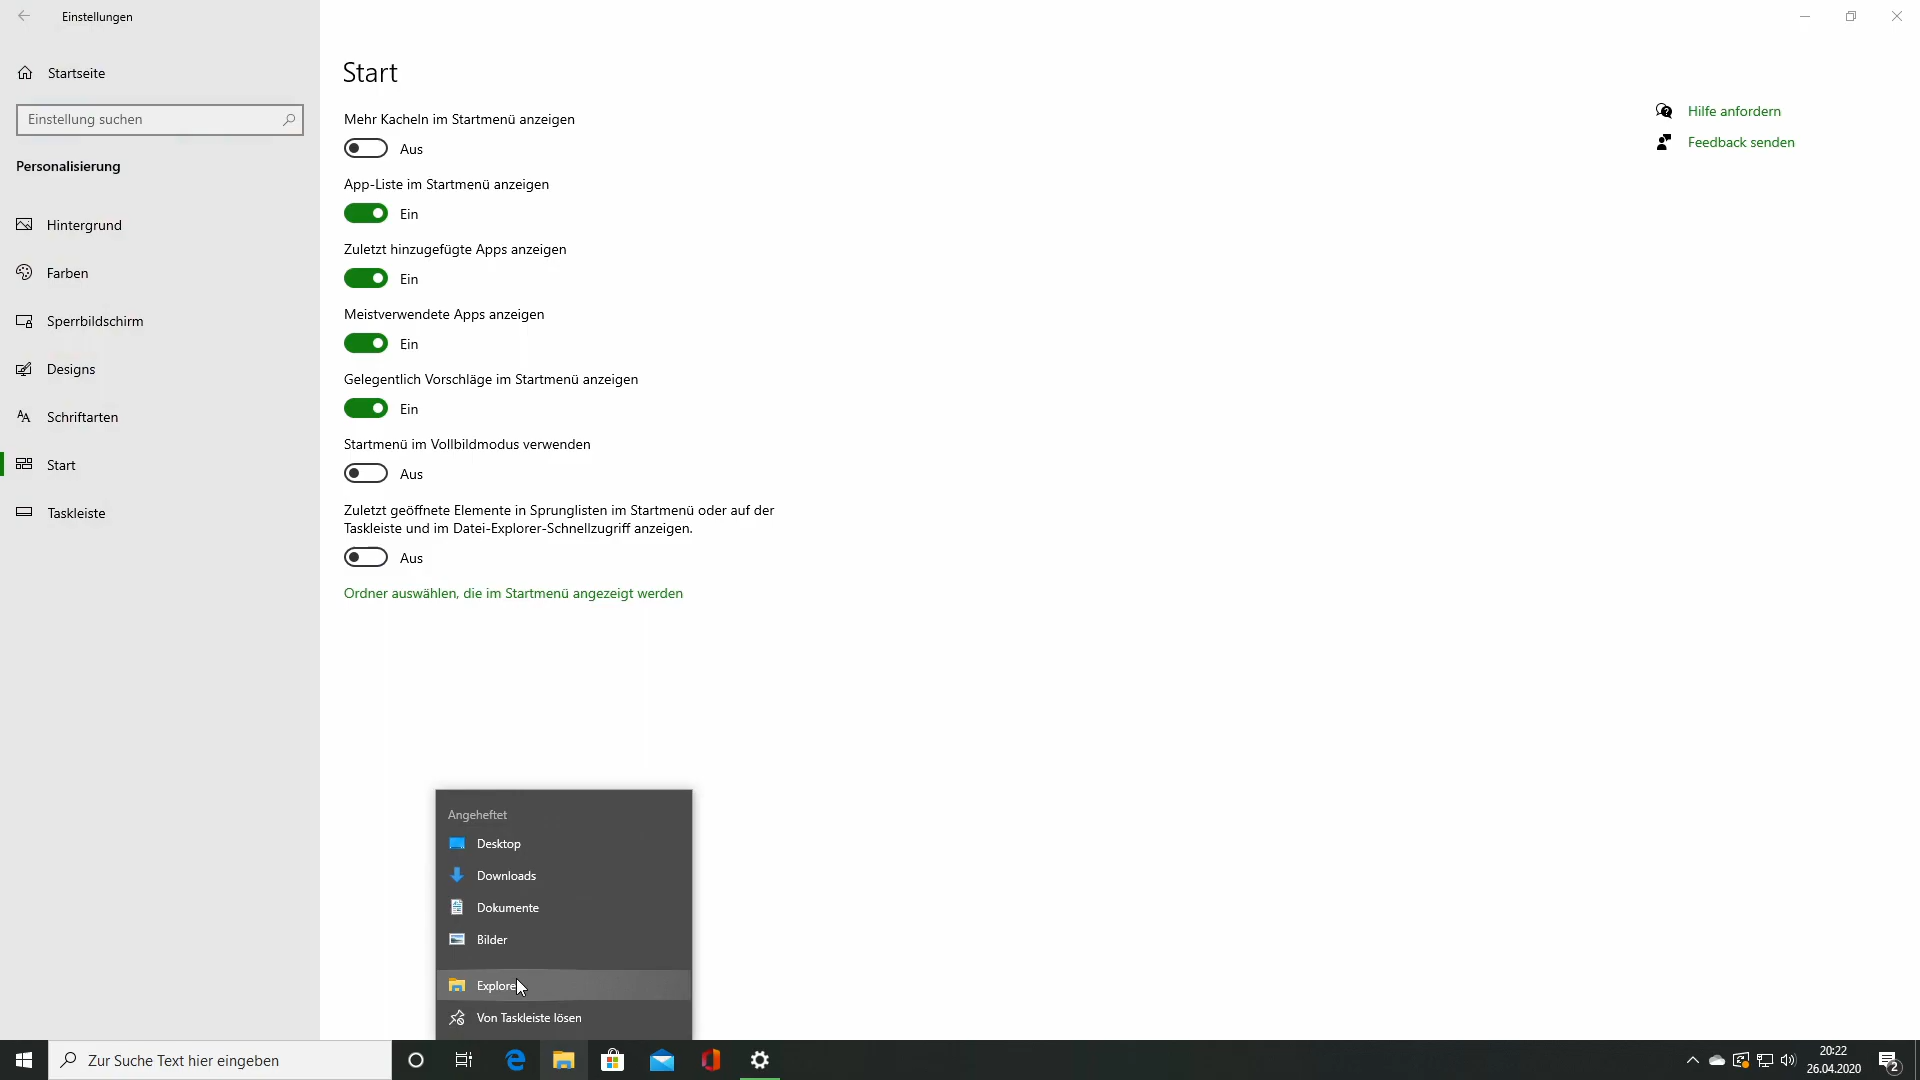 Einstellungen
Startseite
Einstellung suchen
Personalisierung
Hintergrund
Farben
Sperrbildschirm
Designs
Schriftarten
Start
Taskleiste
Start
Mehr Kacheln im Startmenü anzeigen
Aus
App-Liste im Startmenü anzeigen
Ein
Zuletzt hinzugefügte Apps anzeigen
Ein
Meistverwendete Apps anzeigen
Ein
Gelegentlich Vorschläge im Startmenü anzeigen
Ein
Startmenü im Vollbildmodus verwenden
Aus
Zuletzt geöffnete Elemente in Sprunglisten im Startmenü oder auf der
Taskleiste und im Datei-Explorer-Schnellzugriff anzeigen.
Aus
Ordner auswählen, die im Startmenü angezeigt werden
Hilfe anfordern
Feedback senden
Angeheftet
Desktop
Downloads
Dokumente
Bilder
Explorer
Von Taskleiste lösen
Zur Suche Text hier eingeben
20:22
26.04.2020
2